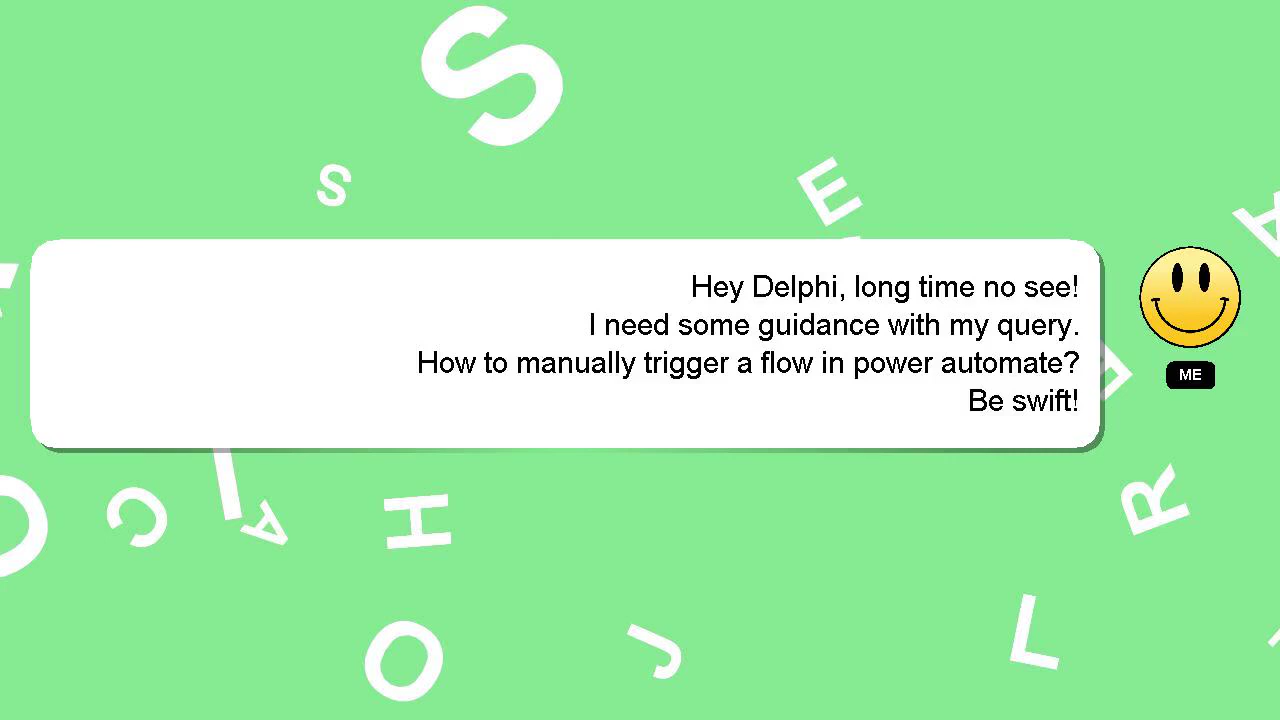 Hey Delphi, long time no see!
I need some guidance with my query.
How to manually trigger a flow in power automate?
Be swift!
ME
S
S
E
A
E
C
I
A
H
R
O
J
L